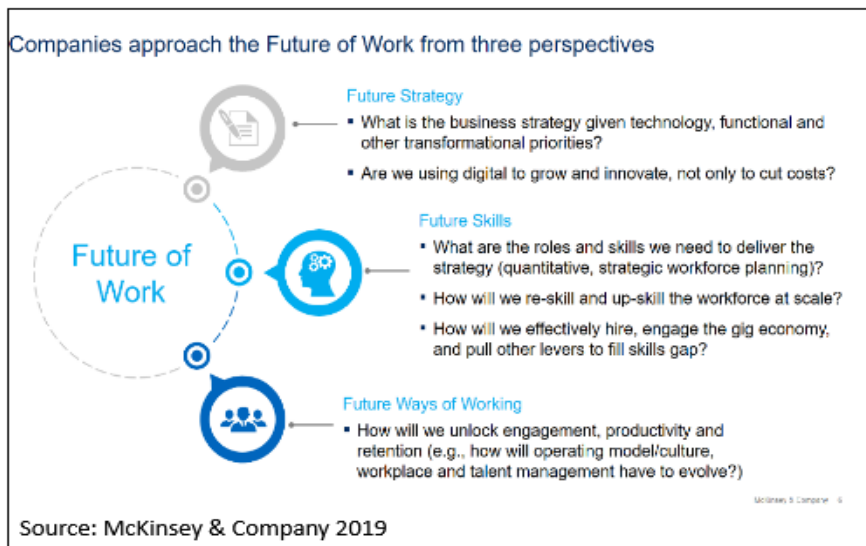 Companies approach the Future of Work from three perspectives
Future Strategy
▪ What is the business strategy given technology, functional and
other transformational priorities?
▪ Are we using digital to grow and innovate, not only to cut costs?
Future of
Work
Future Skills
▪ What are the roles and skills we need to deliver the
strategy (quantitative, strategic workforce planning)?
▪ How will we re-skill and up-skill the workforce at scale?
▪ How will we effectively hire, engage the gig economy,
and pull other levers to fill skills gap?
Future Ways of Working
▪ How will we unlock engagement, productivity and
retention (e.g., how will operating model/culture,
workplace and talent management have to evolve?)
McKinsey & Company 6
Source: McKinsey & Company 2019